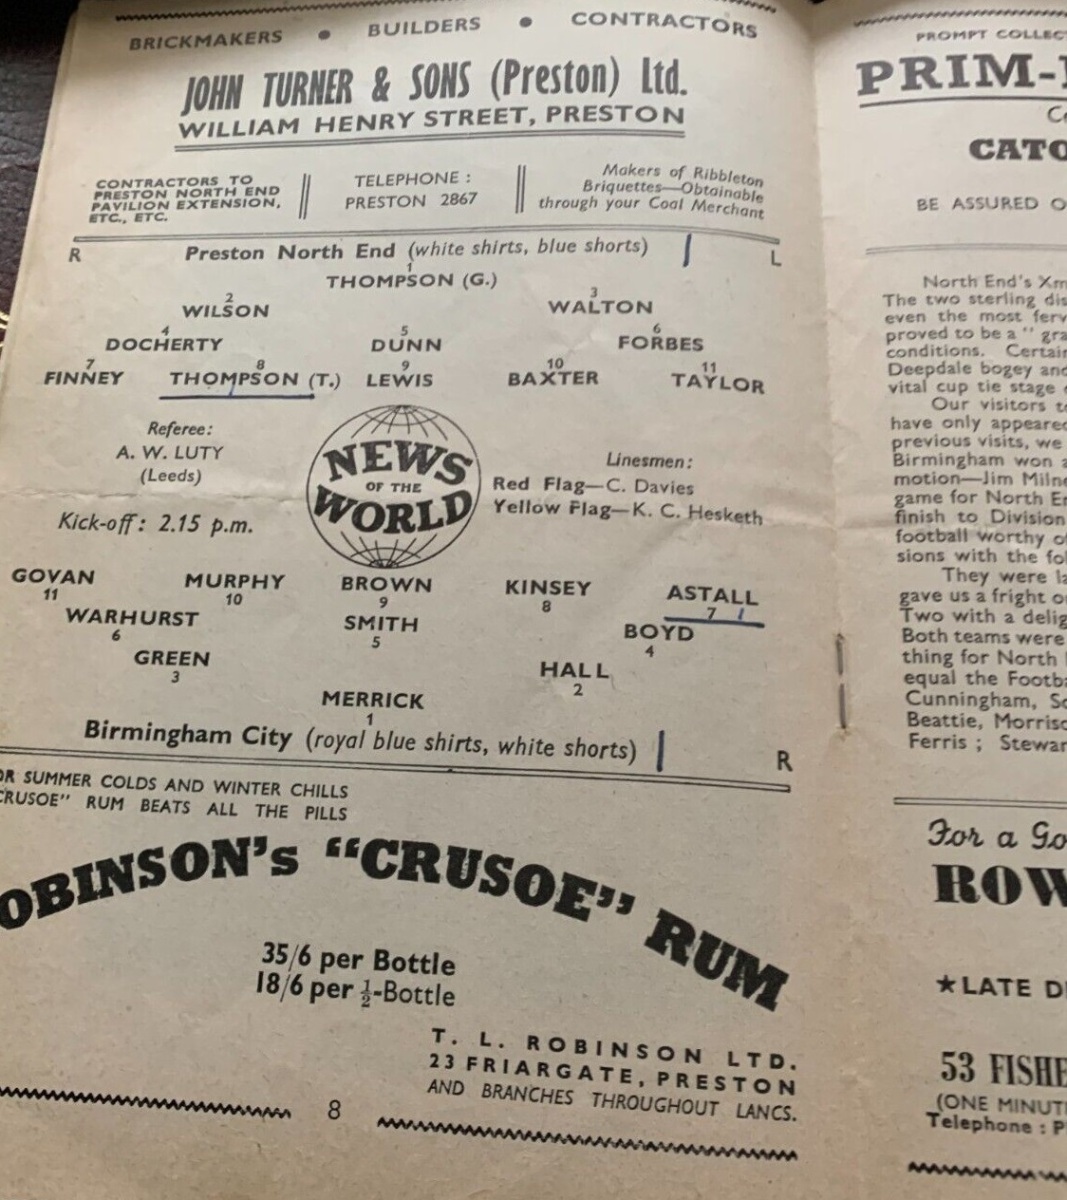 BRICKMAKERS • BUILDERS • CONTRACTORS
JOHN TURNER & SONS (Preston) Ltd.
WILLIAM HENRY STREET, PRESTON
CONTRACTORS TO
PRESTON NORTH END
PAVILION EXTENSION,
ETC., ETC.
TELEPHONE :
PRESTON 2867
Makers of Ribbleton
Briquettes—Obtainable
through your Coal Merchant
R Preston North End (white shirts, blue shorts) L
1
THOMPSON (G.)
2 3
WILSON WALTON
4 5 6
DOCHERTY DUNN FORBES
7 8 9 10 11
FINNEY THOMPSON (T.) LEWIS BAXTER TAYLOR
Referee:
A. W. LUTY
(Leeds)
Kick-off: 2.15 p.m.
NEWS
OF THE
WORLD
Linesmen:
Red Flag—C. Davies
Yellow Flag—K. C. Hesketh
GOVAN MURPHY BROWN KINSEY ASTALL
11 10 9 8 7
WARHURST SMITH BOYD
6 5 4
GREEN HALL
3 2
MERRICK
1
Birmingham City (royal blue shirts, white shorts) R
OR SUMMER COLDS AND WINTER CHILLS
CRUSOE" RUM BEATS ALL THE PILLS
OBINSON's "CRUSOE" RUM
35/6 per Bottle
18/6 per ½-Bottle
T. L. ROBINSON LTD.
23 FRIARGATE, PRESTON
AND BRANCHES THROUGHOUT LANCS.
8
PROMPT COLLEC
PRIM-
CATO
BE ASSURED O
North End's Xm
The two sterling dis
even the most ferv
proved to be a " gra
conditions. Certain
Deepdale bogey and
vital cup tie stage
Our visitors to
have only appeared
previous visits, we
Birmingham won a
motion—Jim Milne
game for North En
finish to Division
football worthy of
sions with the fol
They were la
gave us a fright o
Two with a delig
Both teams were
thing for North
equal the Footba
Cunningham, Sc
Beattie, Morriso
Ferris ; Stewar
For a Go
ROW
★LATE D
53 FISHE
(ONE MINUT
Telephone : P